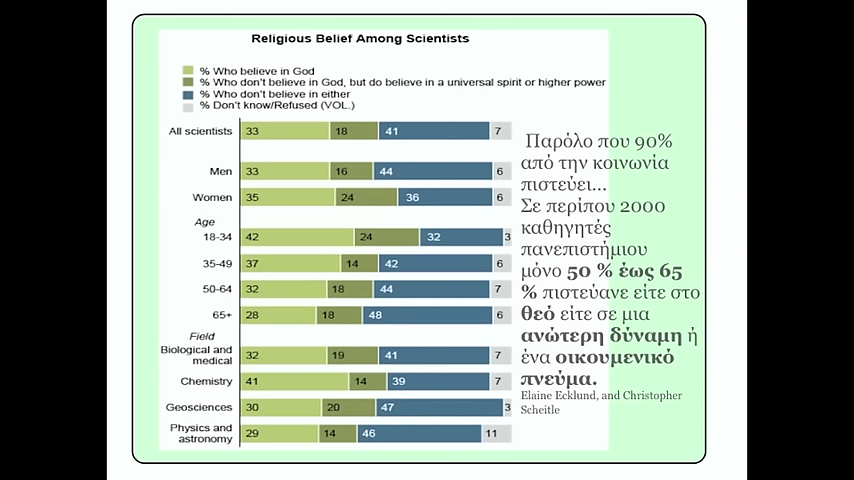 Religious Belief Among Scientists
% Who believe in God
% Who don't believe in God, but do believe in a universal spirit or higher power
% Who don't believe in either
% Don't know/Refused (VOL.)
All scientists 33 18 41 7
Men 33 16 44 6
Women 35 24 36 6
Age
18-34 42 24 32 3
35-49 37 14 42 6
50-64 32 18 44 7
65+ 28 18 48 6
Field
Biological and
medical 32 19 41 7
Chemistry 41 14 39 7
Geosciences 30 20 47 3
Physics and
astronomy 29 14 46 11
Παρόλο που 90%
από την κοινωνία
πιστεύει...
Σε περίπου 2000
καθηγητές
πανεπιστήμιου
μόνο 50 % έως 65
% πιστεύανε είτε στο
θεό είτε σε μια
ανώτερη δύναμη ή
ένα οικουμενικό
πνεύμα.
Elaine Ecklund, and Christopher
Scheitle